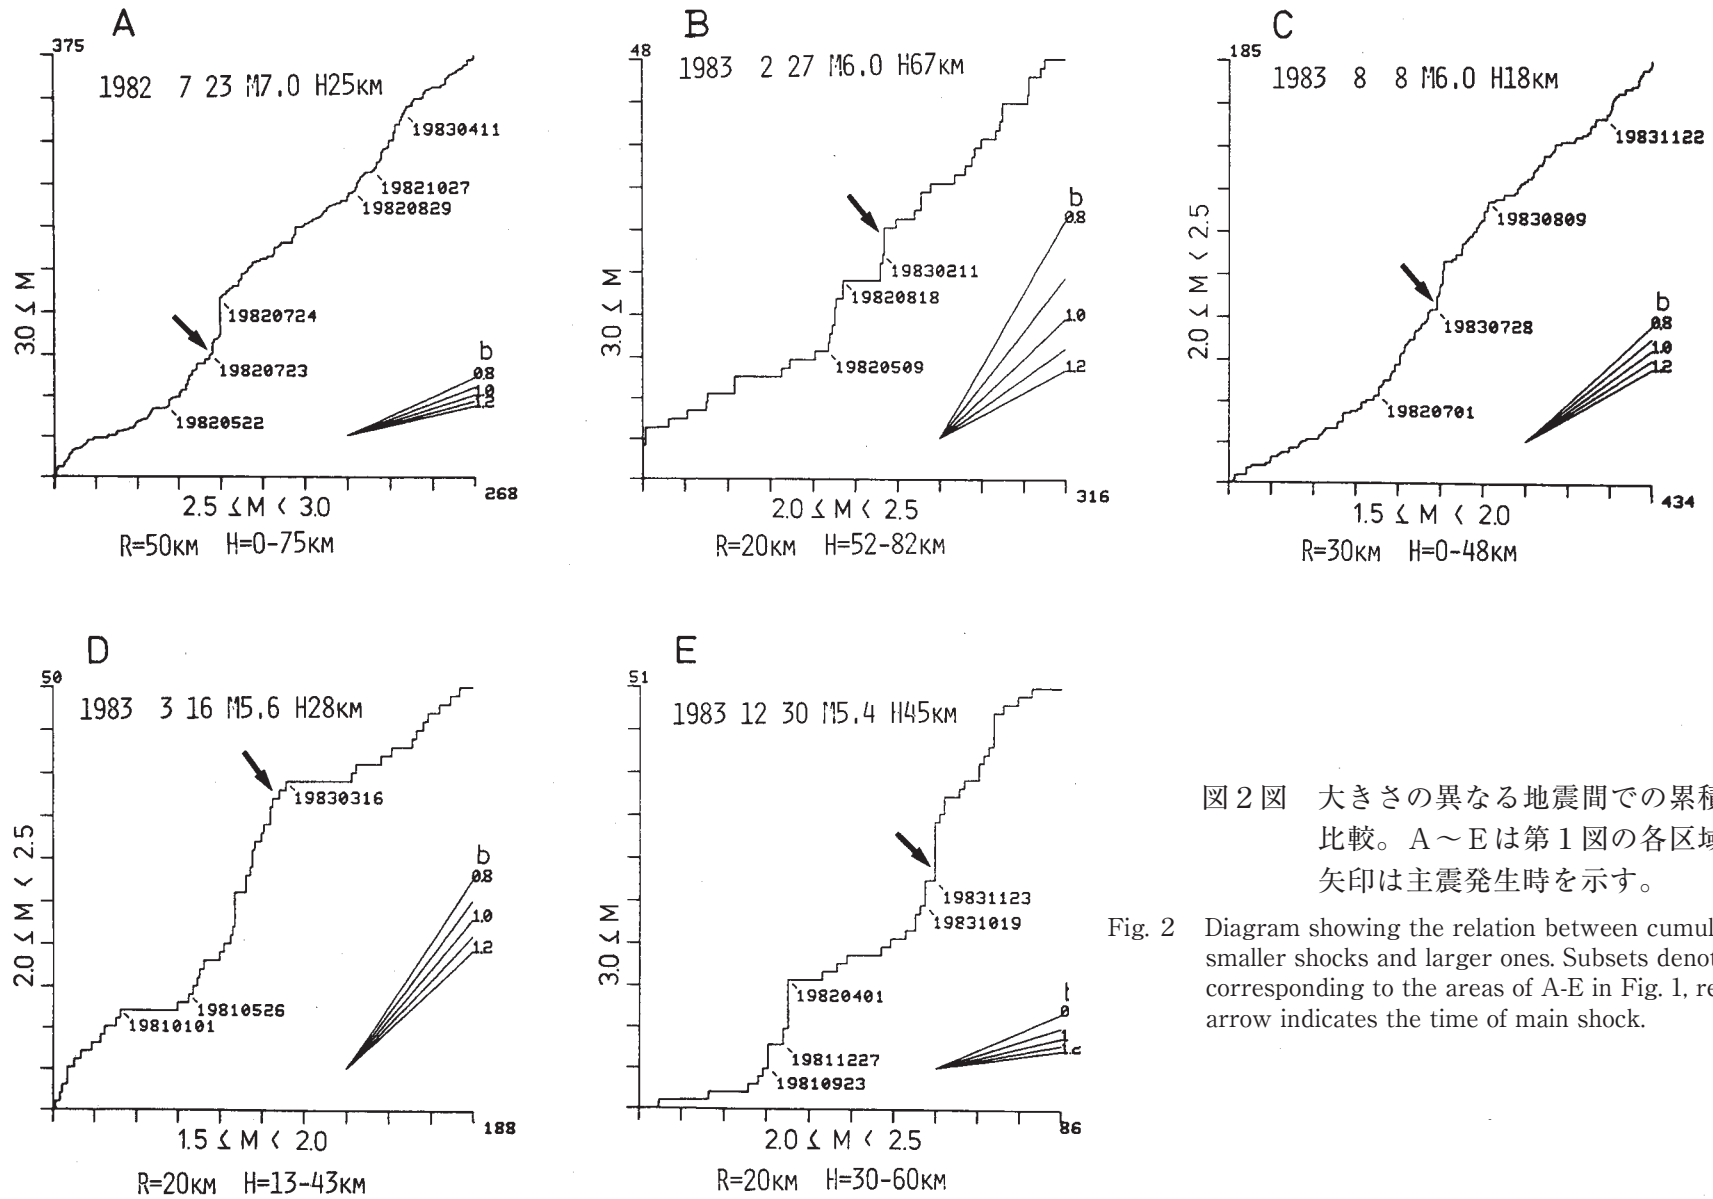 A
375
1982 7 23 M7.0 H25KM
19830411
19821027
19820829
19820724
19820723
19820522
3.0 ≤ M
b
0.8
1.0
1.2
268
2.5 ≤ M < 3.0
R=50KM H=0-75KM
B
48
1983 2 27 M6.0 H67KM
19830211
19820818
19820509
3.0 ≤ M
b
0.8
1.0
1.2
316
2.0 ≤ M < 2.5
R=20KM H=52-82KM
C
185
1983 8 8 M6.0 H18KM
19831122
19830809
19830728
19820701
2.0 ≤ M < 2.5
b
0.8
1.0
1.2
434
1.5 ≤ M < 2.0
R=30KM H=0-48KM
D
50
1983 3 16 M5.6 H28KM
19830316
19810526
19810101
2.0 ≤ M < 2.5
b
0.8
1.0
1.2
188
1.5 ≤ M < 2.0
R=20KM H=13-43KM
E
51
1983 12 30 M5.4 H45KM
19831123
19831019
19820401
19811227
19810923
3.0 ≤ M
86
2.0 ≤ M < 2.5
R=20KM H=30-60KM
図2図 大きさの異なる地震間での累積
比較。A～Eは第1図の各区域
矢印は主震発生時を示す。
Fig. 2 Diagram showing the relation between cumul
smaller shocks and larger ones. Subsets denot
corresponding to the areas of A-E in Fig. 1, re
arrow indicates the time of main shock.